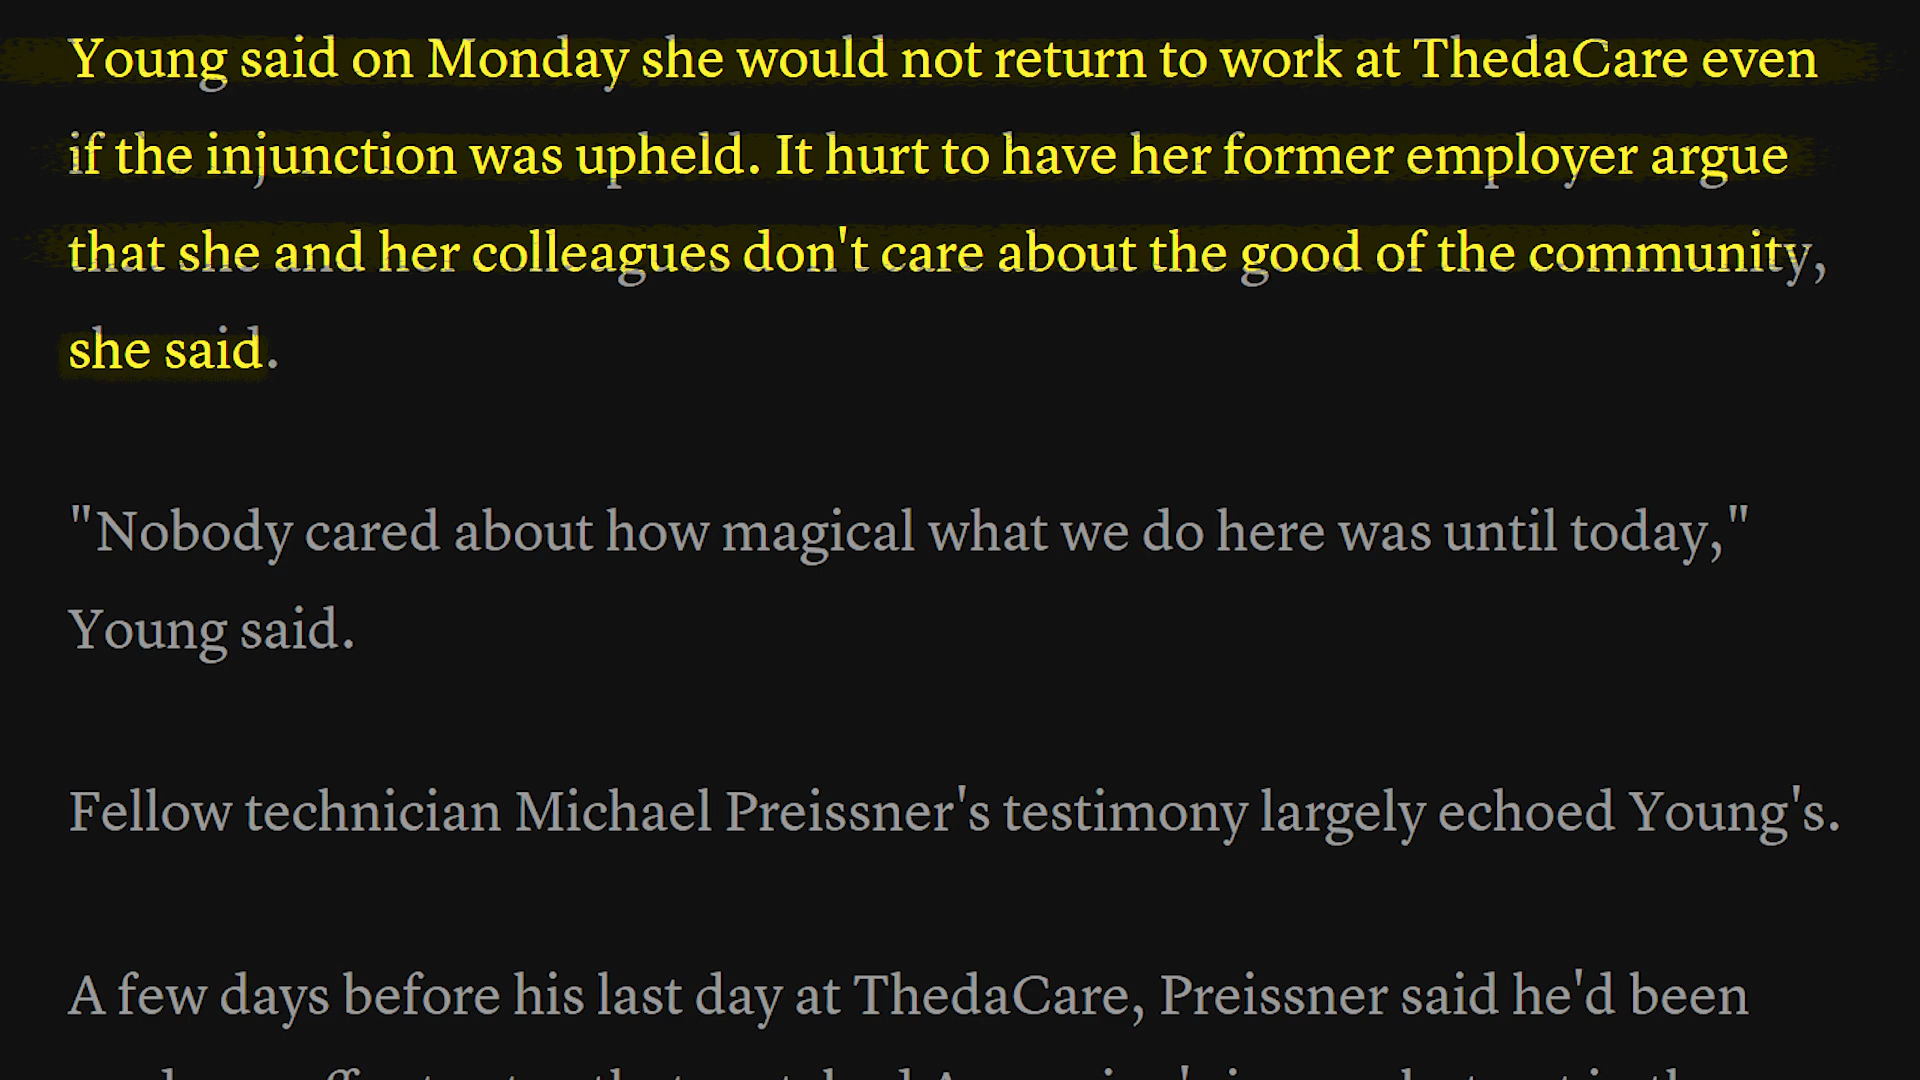 Young said on Monday she would not return to work at ThedaCare even
if the injunction was upheld. It hurt to have her former employer argue
that she and her colleagues don't care about the good of the community,
she said.
"Nobody cared about how magical what we do here was until today,"
Young said.
Fellow technician Michael Preissner's testimony largely echoed Young's.
A few days before his last day at ThedaCare, Preissner said he'd been